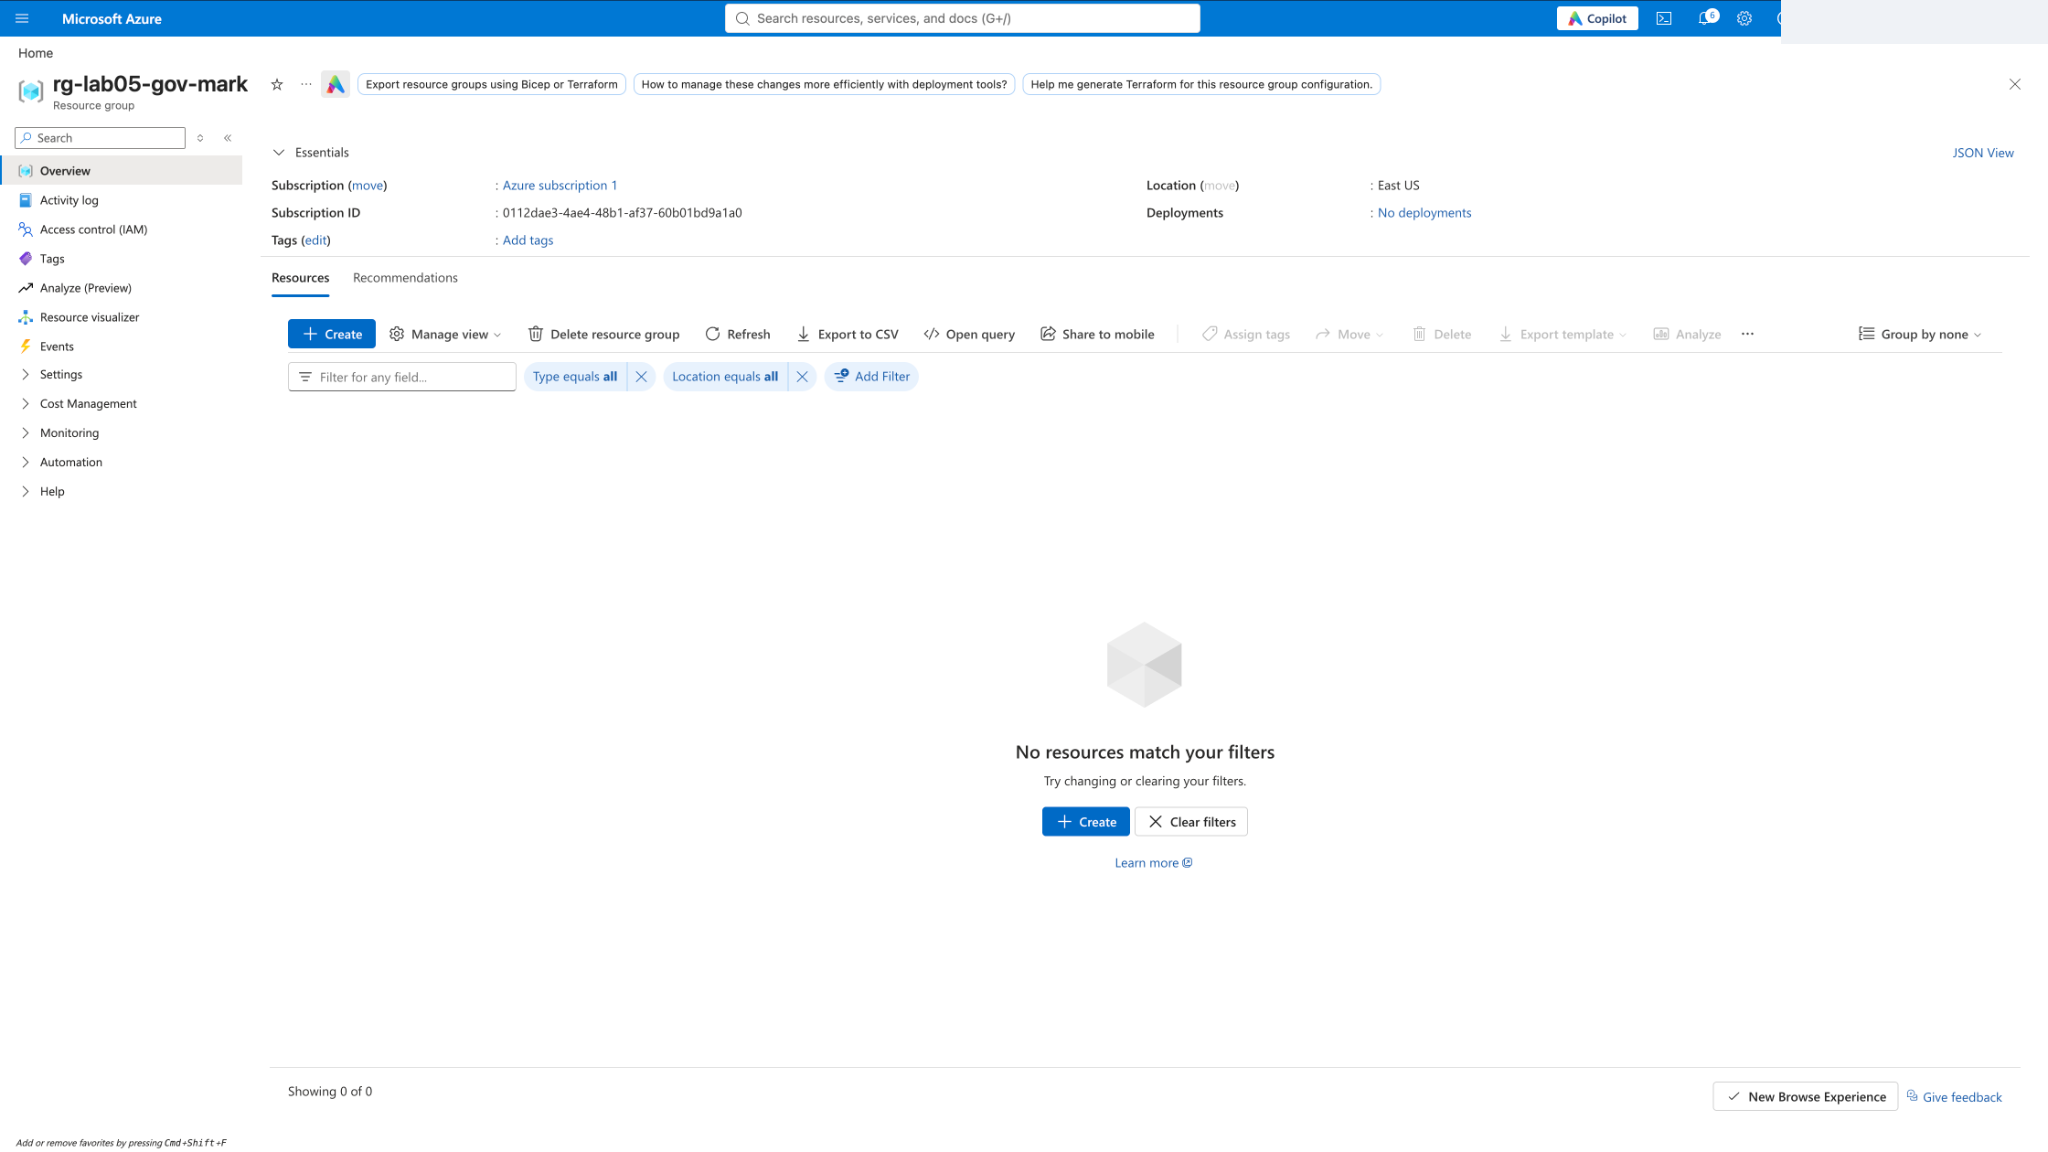 Microsoft Azure
Search resources, services, and docs (G+/)
Copilot
6
Home
rg-lab05-gov-mark
Resource group
Export resource groups using Bicep or Terraform
How to manage these changes more efficiently with deployment tools?
Help me generate Terraform for this resource group configuration.
Search
Overview
Activity log
Access control (IAM)
Tags
Analyze (Preview)
Resource visualizer
Events
Settings
Cost Management
Monitoring
Automation
Help
Essentials
JSON View
Subscription (move) : Azure subscription 1
Subscription ID : 0112dae3-4ae4-48b1-af37-60b01bd9a1a0
Tags (edit) : Add tags
Location (move) : East US
Deployments : No deployments
Resources Recommendations
Create Manage view Delete resource group Refresh Export to CSV Open query Share to mobile Assign tags Move Delete Export template Analyze ··· Group by none
Filter for any field... Type equals all Location equals all Add Filter
No resources match your filters
Try changing or clearing your filters.
Create Clear filters
Learn more
Showing 0 of 0
New Browse Experience Give feedback
Add or remove favorites by pressing Cmd+Shift+F